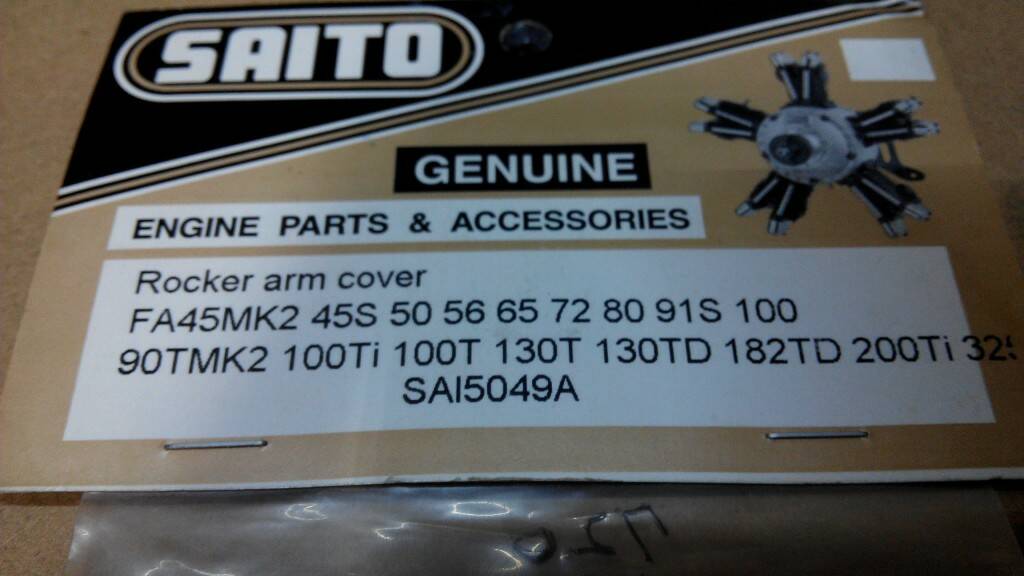 SAITO
GENUINE
ENGINE PARTS & ACCESSORIES
Rocker arm cover
FA45MK2 45S 50 56 65 72 80 91S 100
90TMK2 100Ti 100T 130T 130TD 182TD 200Ti
SAI5049A